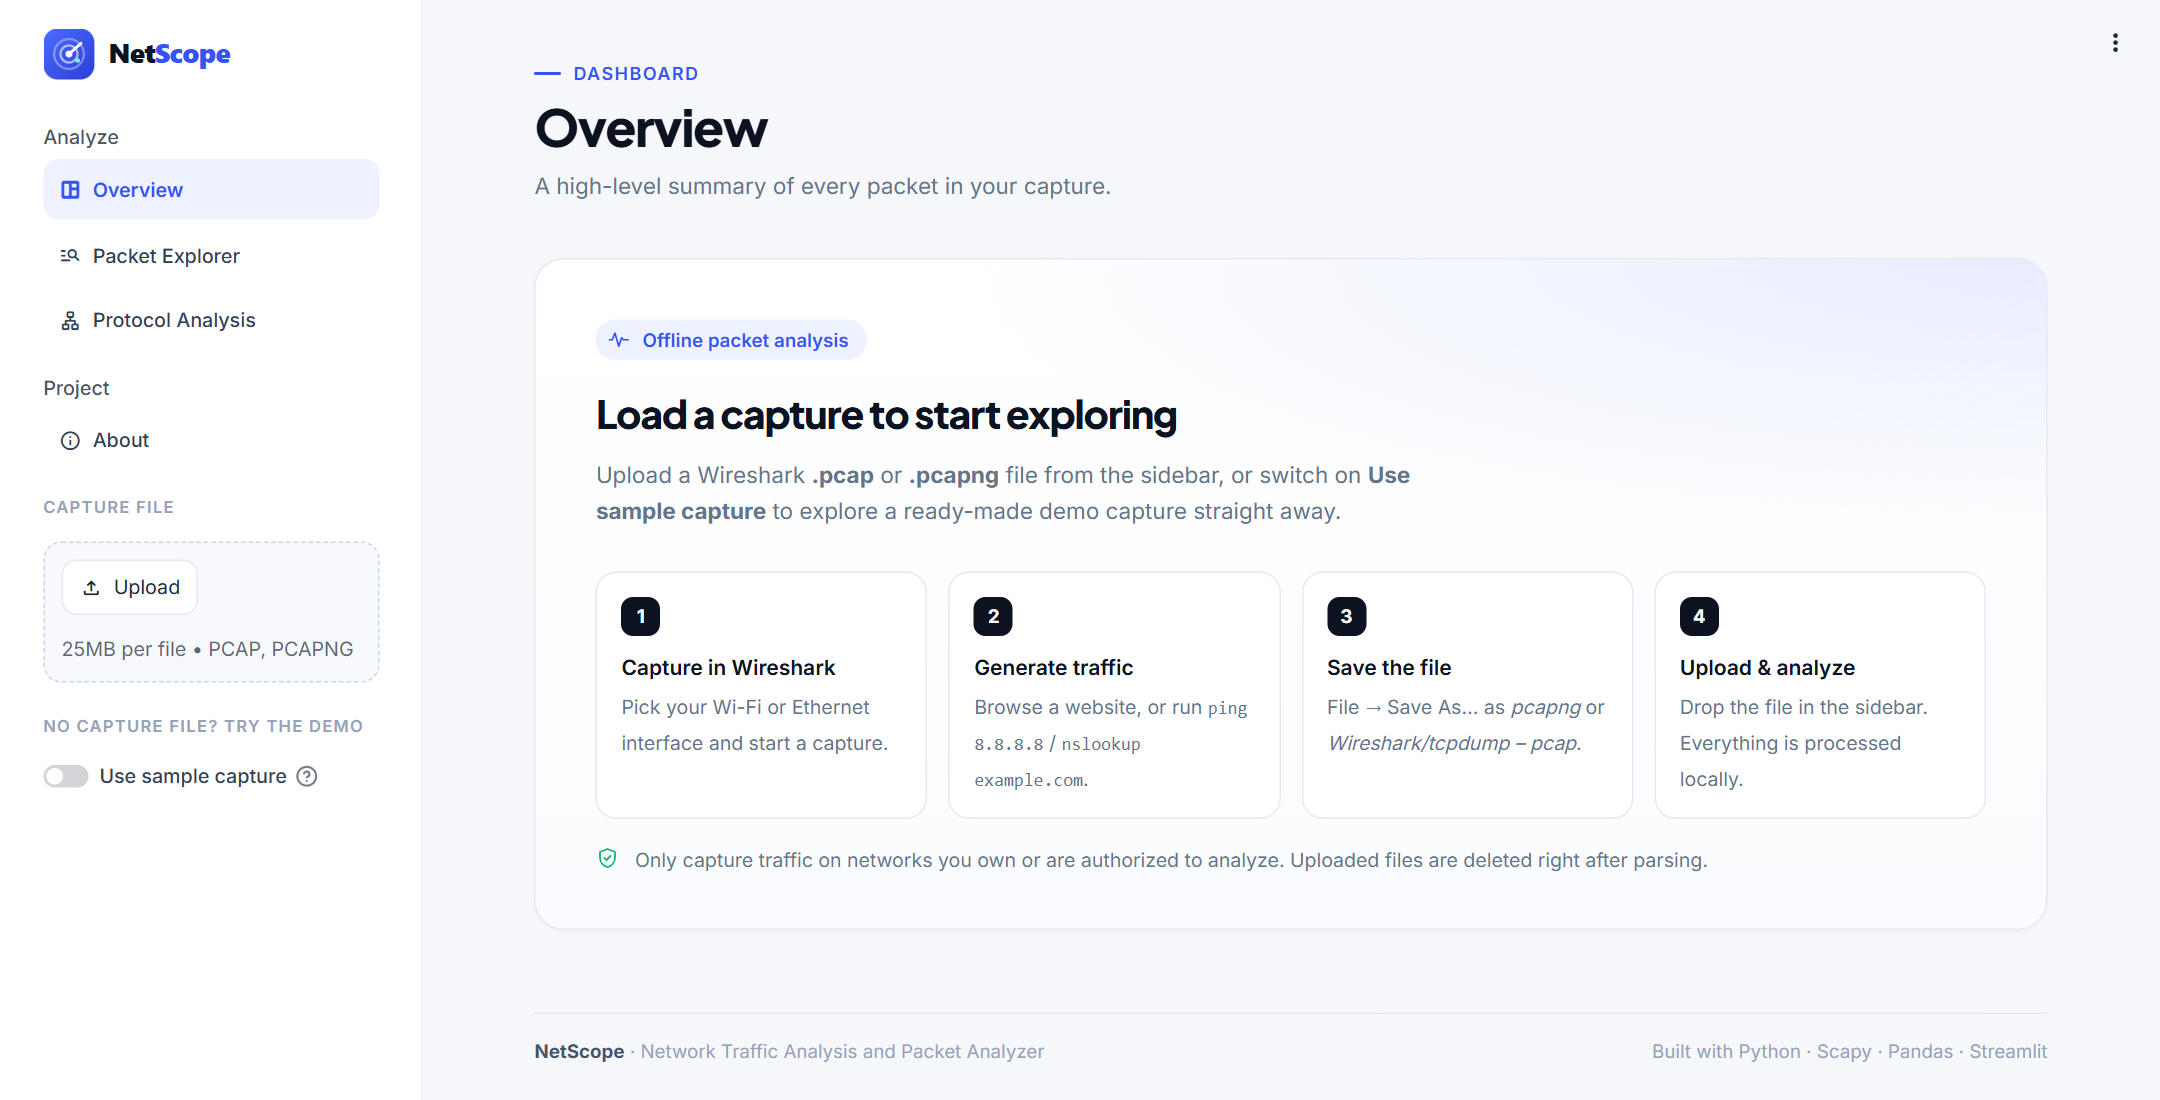 NetScope
Analyze
Overview
Packet Explorer
Protocol Analysis
Project
About
CAPTURE FILE
Upload
25MB per file • PCAP, PCAPNG
NO CAPTURE FILE? TRY THE DEMO
Use sample capture
DASHBOARD
Overview
A high-level summary of every packet in your capture.
Offline packet analysis
Load a capture to start exploring
Upload a Wireshark .pcap or .pcapng file from the sidebar, or switch on Use
sample capture to explore a ready-made demo capture straight away.
1
Capture in Wireshark
Pick your Wi-Fi or Ethernet
interface and start a capture.
2
Generate traffic
Browse a website, or run ping
8.8.8.8 / nslookup
example.com.
3
Save the file
File → Save As... as pcapng or
Wireshark/tcpdump – pcap.
4
Upload & analyze
Drop the file in the sidebar.
Everything is processed
locally.
Only capture traffic on networks you own or are authorized to analyze. Uploaded files are deleted right after parsing.
NetScope · Network Traffic Analysis and Packet Analyzer
Built with Python · Scapy · Pandas · Streamlit